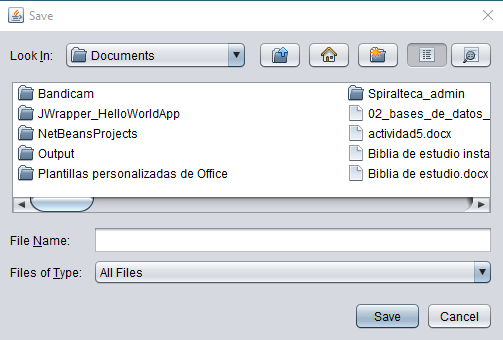 Save
Look In: Documents
Bandicam
JWrapper_HelloWorldApp
NetBeansProjects
Output
Plantillas personalizadas de Office
Spiralteca_admin
02_bases_de_datos_
actividad5.docx
Biblia de estudio insta
Biblia de estudio.docx
File Name:
Files of Type: All Files
Save Cancel